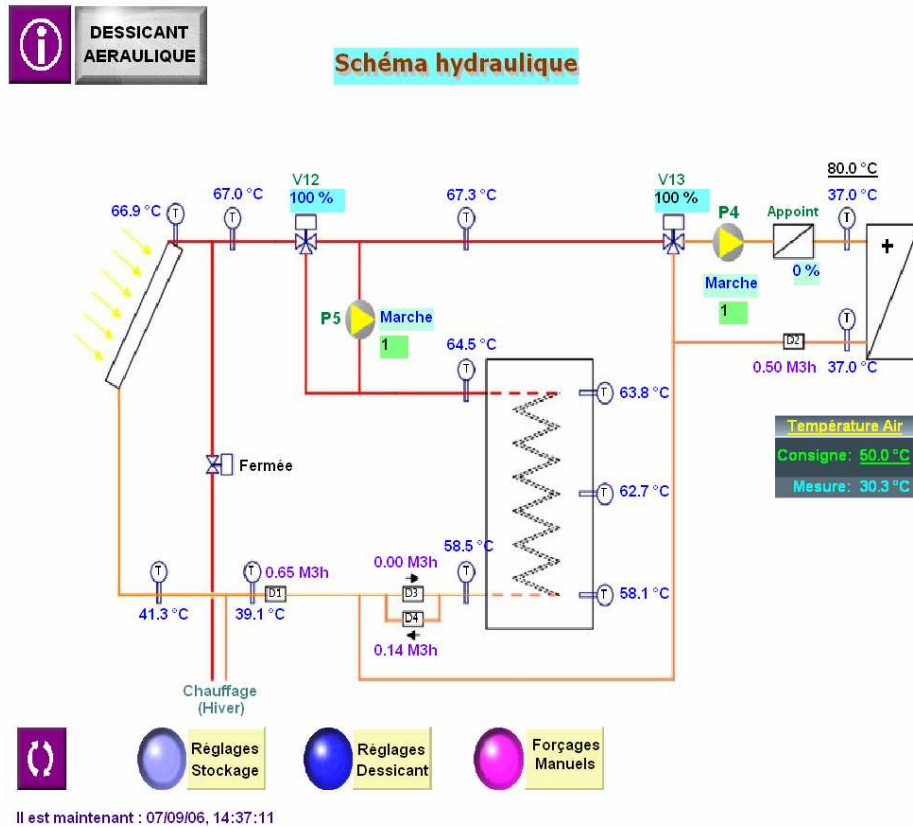 DESSICANT
AERAULIQUE
Schéma hydraulique
80.0 °C
V12
67.0 °C
100 %
67.3 °C
V13
100 %
P4
Appoint
37.0 °C
66.9 °C
T
T
T
T
+
0 %
Marche
1
P5
Marche
1
64.5 °C
D2
T
0.50 M3h
37.0 °C
T
T
63.8 °C
Température Air
Consigne: 50.0 °C
Mesure: 30.3 °C
Fermée
T
62.7 °C
58.5 °C
0.00 M3h
0.65 M3h
T
T
T
D1
D3
T
58.1 °C
41.3 °C
39.1 °C
D4
0.14 M3h
Chauffage
(Hiver)
Réglages
Stockage
Réglages
Dessicant
Forçages
Manuels
Il est maintenant : 07/09/06, 14:37:11